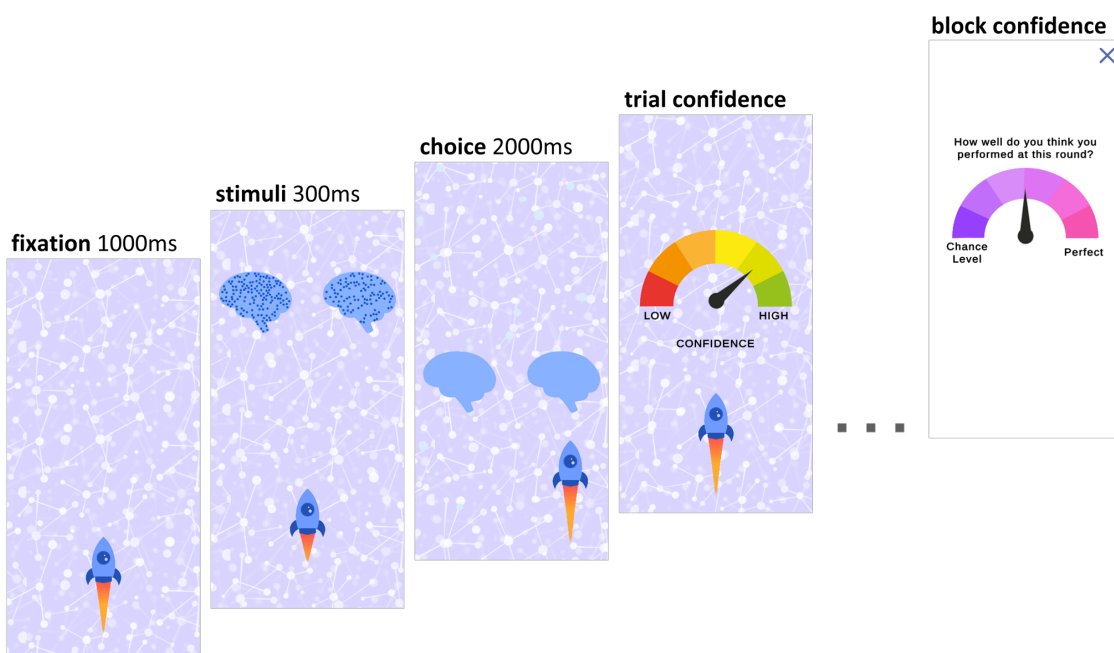 fixation 1000ms
stimuli 300ms
choice 2000ms
trial confidence
LOW
HIGH
CONFIDENCE
block confidence
How well do you think you
performed at this round?
Chance
Level
Perfect